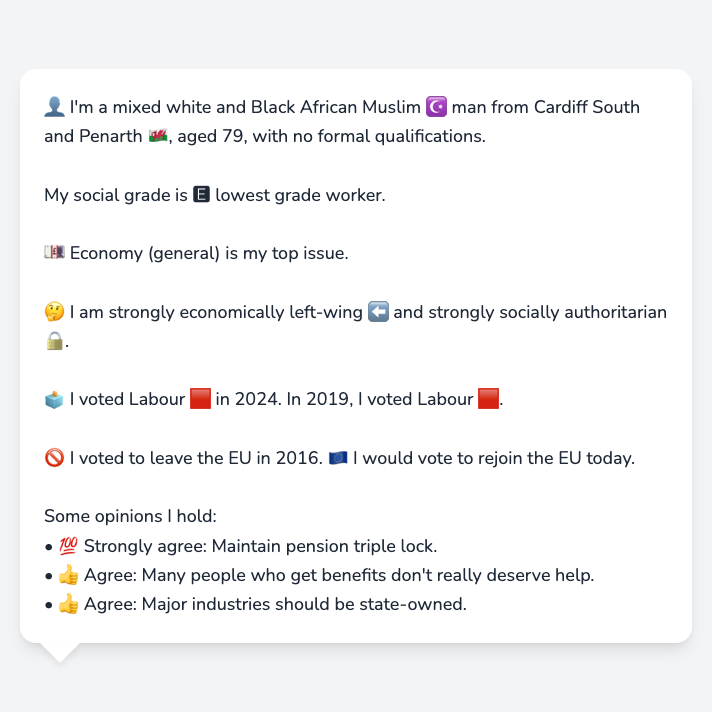 👤 I'm a mixed white and Black African Muslim ☪️ man from Cardiff South
and Penarth 🏴󠁧󠁢󠁷󠁬󠁳󠁿, aged 79, with no formal qualifications.
My social grade is 🅴 lowest grade worker.
💷 Economy (general) is my top issue.
🤔 I am strongly economically left-wing ⬅️ and strongly socially authoritarian
🔒.
🗳️ I voted Labour 🟥 in 2024. In 2019, I voted Labour 🟥.
🚫 I voted to leave the EU in 2016. 🇪🇺 I would vote to rejoin the EU today.
Some opinions I hold:
• 💯 Strongly agree: Maintain pension triple lock.
• 👍 Agree: Many people who get benefits don't really deserve help.
• 👍 Agree: Major industries should be state-owned.